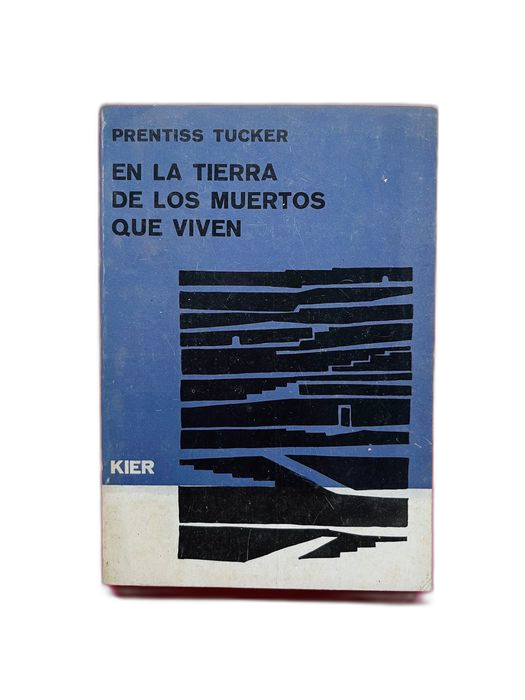 PRENTISS TUCKER
EN LA TIERRA
DE LOS MUERTOS
QUE VIVEN
KIER